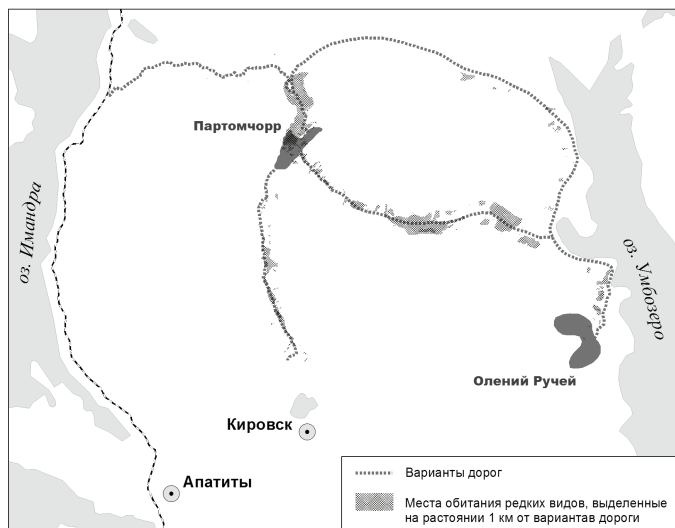 Партомчорр
оз. Имандра
оз. Умбозеро
Олений Ручей
Кировск
Апатиты
Варианты дорог
Места обитания редких видов, выделенные
на растоянии 1 км от вариантав дороги